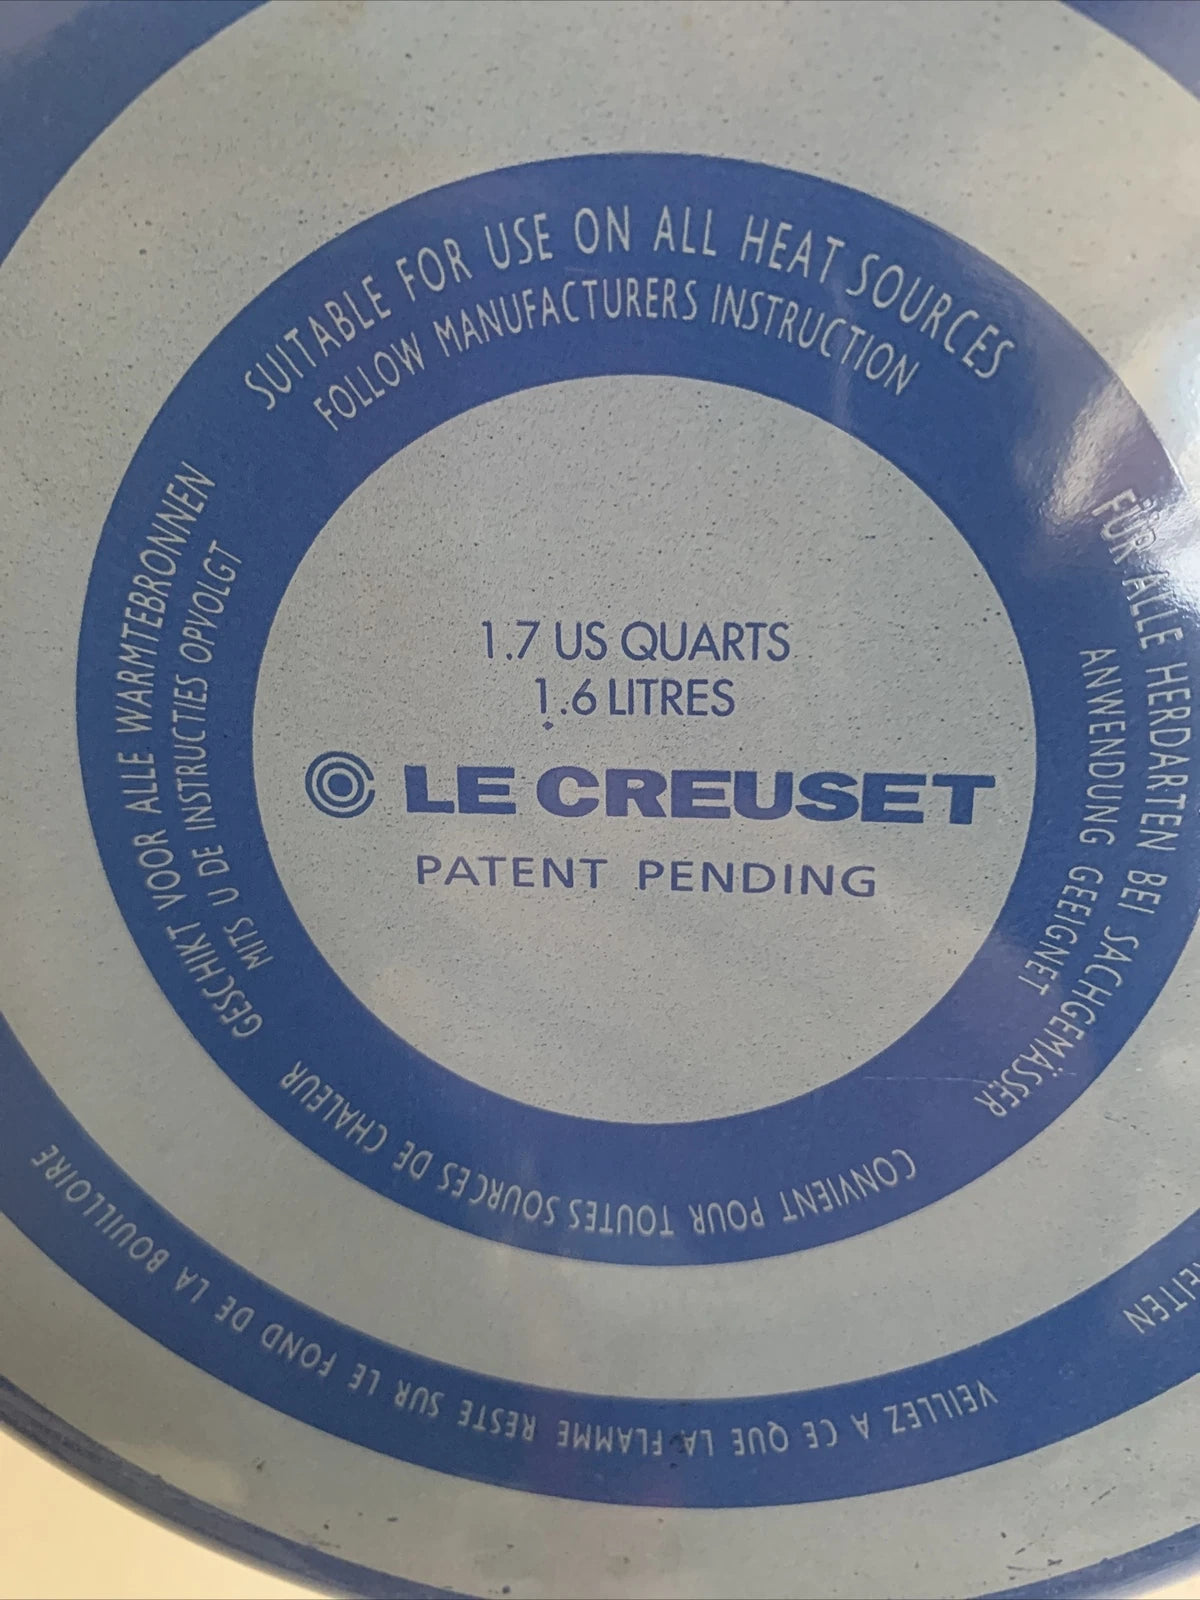 SUITABLE FOR USE ON ALL HEAT SOURCES
FOLLOW MANUFACTURERS INSTRUCTION
FÜR ALLE HERDARTEN BEI SACHGEMÄSSER
ANWENDUNG GEEIGNET
CONVIENT POUR TOUTES SOURCES DE CHALEUR
GESCHIKT VOOR ALLE WARMTEBRONNEN
MITS U DE INSTRUCTIES OPVOLGT
1.7 US QUARTS
1.6 LITRES
LE CREUSET
PATENT PENDING
VEILLEZ A CE QUE LA FLAMME RESTE SUR LE FOND DE LA BOUILLOIRE